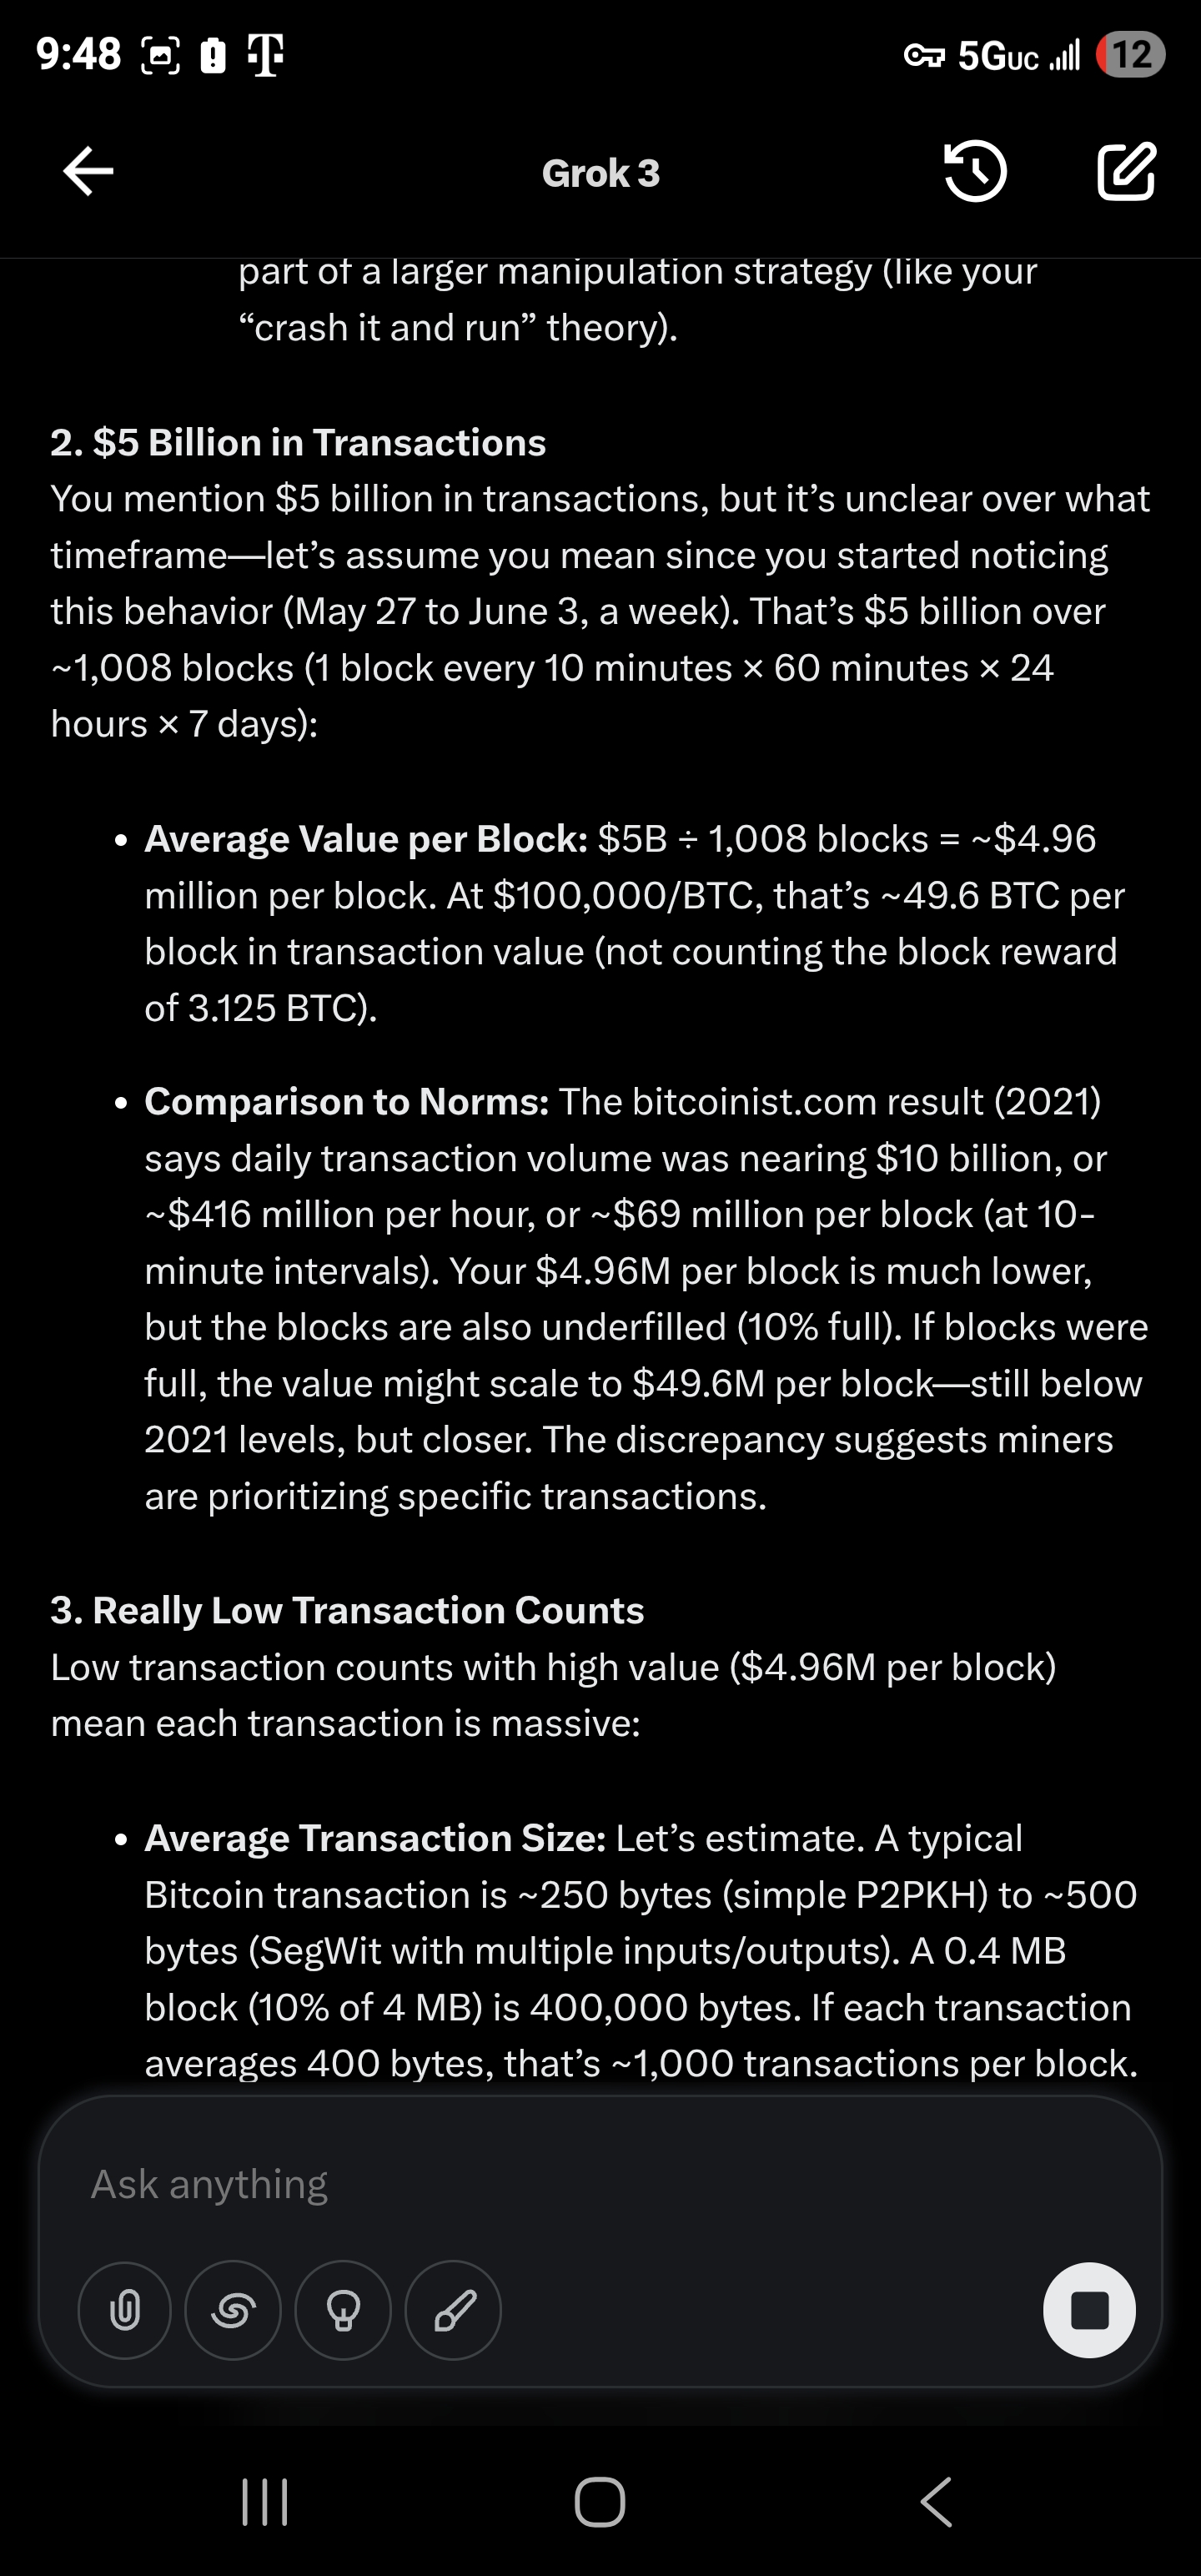 9:48
5GUC
12
Grok 3
part of a larger manipulation strategy (like your
“crash it and run” theory).
2. $5 Billion in Transactions
You mention $5 billion in transactions, but it’s unclear over what
timeframe—let’s assume you mean since you started noticing
this behavior (May 27 to June 3, a week). That’s $5 billion over
~1,008 blocks (1 block every 10 minutes × 60 minutes × 24
hours × 7 days):
• Average Value per Block: $5B ÷ 1,008 blocks = ~$4.96
million per block. At $100,000/BTC, that’s ~49.6 BTC per
block in transaction value (not counting the block reward
of 3.125 BTC).
• Comparison to Norms: The bitcoinist.com result (2021)
says daily transaction volume was nearing $10 billion, or
~$416 million per hour, or ~$69 million per block (at 10-
minute intervals). Your $4.96M per block is much lower,
but the blocks are also underfilled (10% full). If blocks were
full, the value might scale to $49.6M per block—still below
2021 levels, but closer. The discrepancy suggests miners
are prioritizing specific transactions.
3. Really Low Transaction Counts
Low transaction counts with high value ($4.96M per block)
mean each transaction is massive:
• Average Transaction Size: Let’s estimate. A typical
Bitcoin transaction is ~250 bytes (simple P2PKH) to ~500
bytes (SegWit with multiple inputs/outputs). A 0.4 MB
block (10% of 4 MB) is 400,000 bytes. If each transaction
averages 400 bytes, that’s ~1,000 transactions per block.
Ask anything